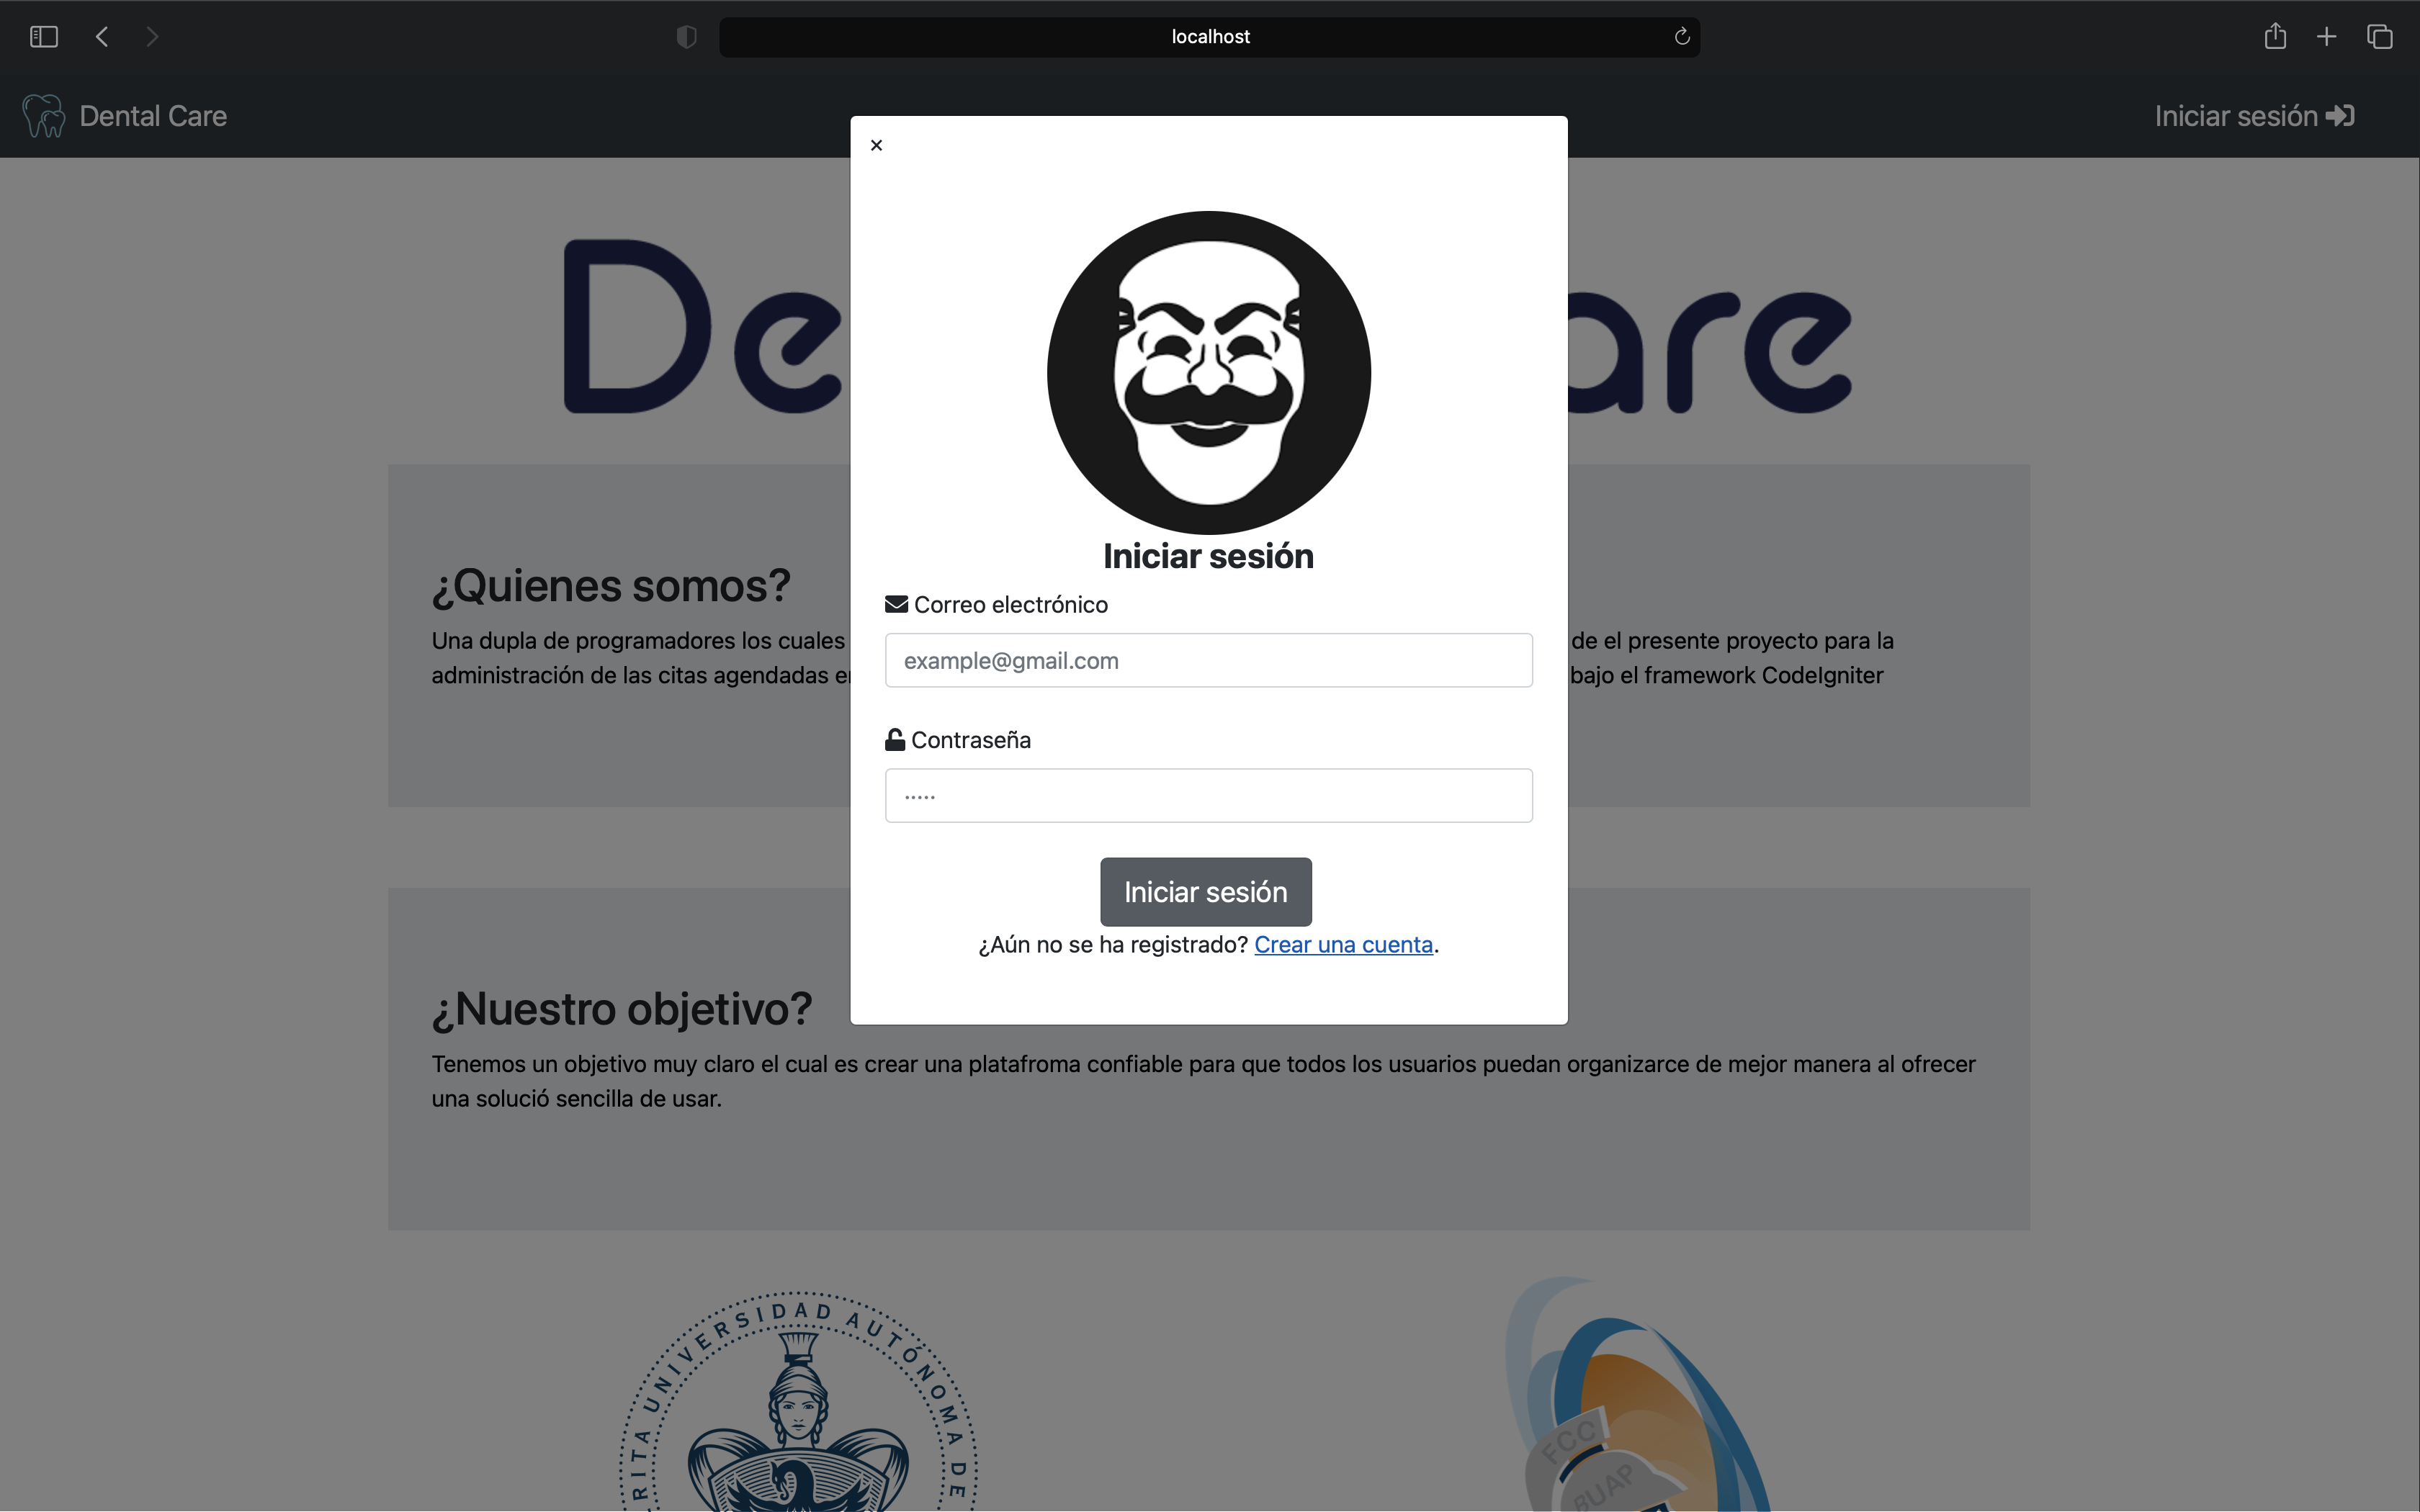 localhost
Dental Care
Iniciar sesión
×
De
are
Iniciar sesión
¿Quienes somos?
Correo electrónico
Una dupla de programadores los cuales de el presente proyecto para la
example@gmail.com
administración de las citas agendadas bajo el framework CodeIgniter
Contraseña
.....
Iniciar sesión
¿Aún no se ha registrado? Crear una cuenta.
¿Nuestro objetivo?
Tenemos un objetivo muy claro el cual es crear una platafroma confiable para que todos los usuarios puedan organizarce de mejor manera al ofrecer
una solució sencilla de usar.
RITA UNIVERSIDAD AUTÓNOMA DE
FCC
BUAP